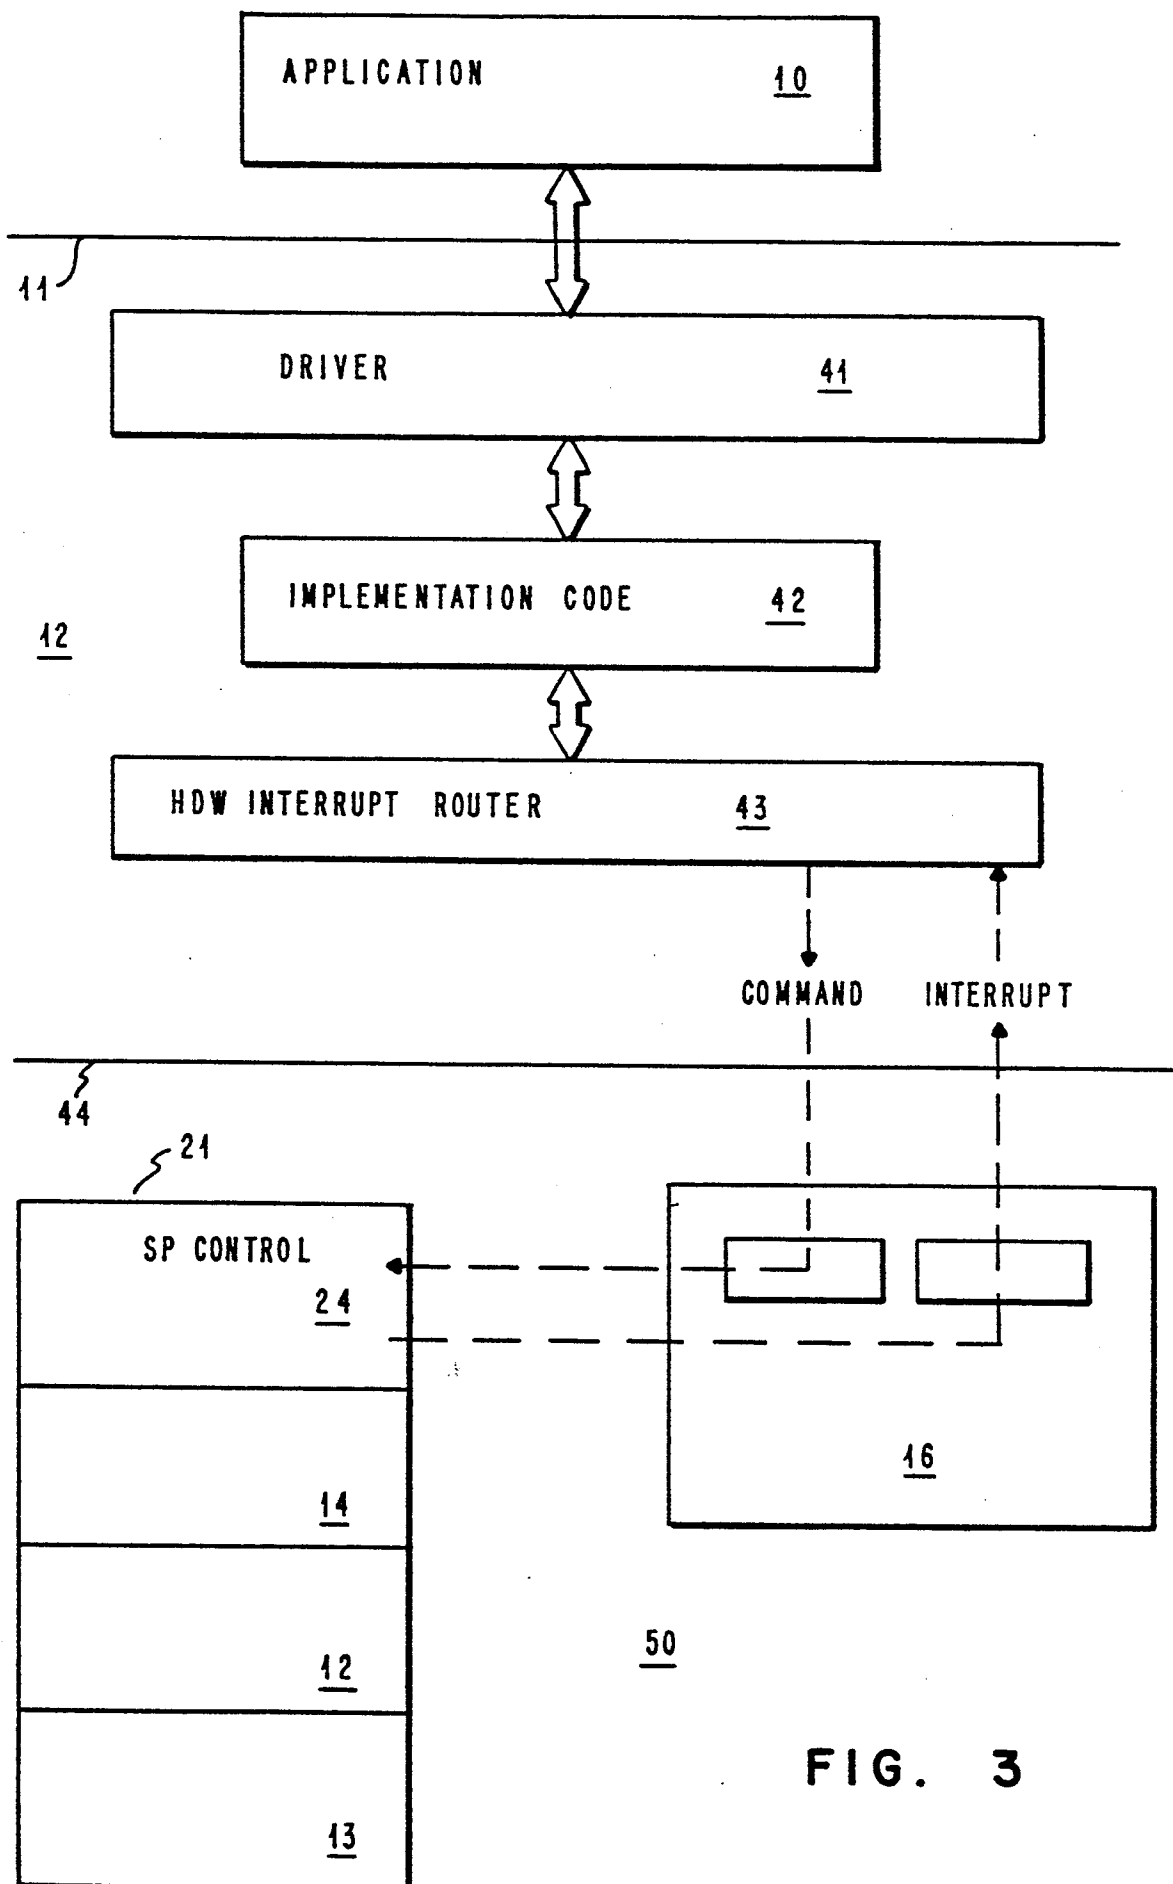 APPLICATION 10
11
DRIVER 41
IMPLEMENTATION CODE 42
12
HDW INTERRUPT ROUTER 43
COMMAND INTERRUPT
44
21
SP CONTROL
24
16
14
50
12
FIG. 3
13